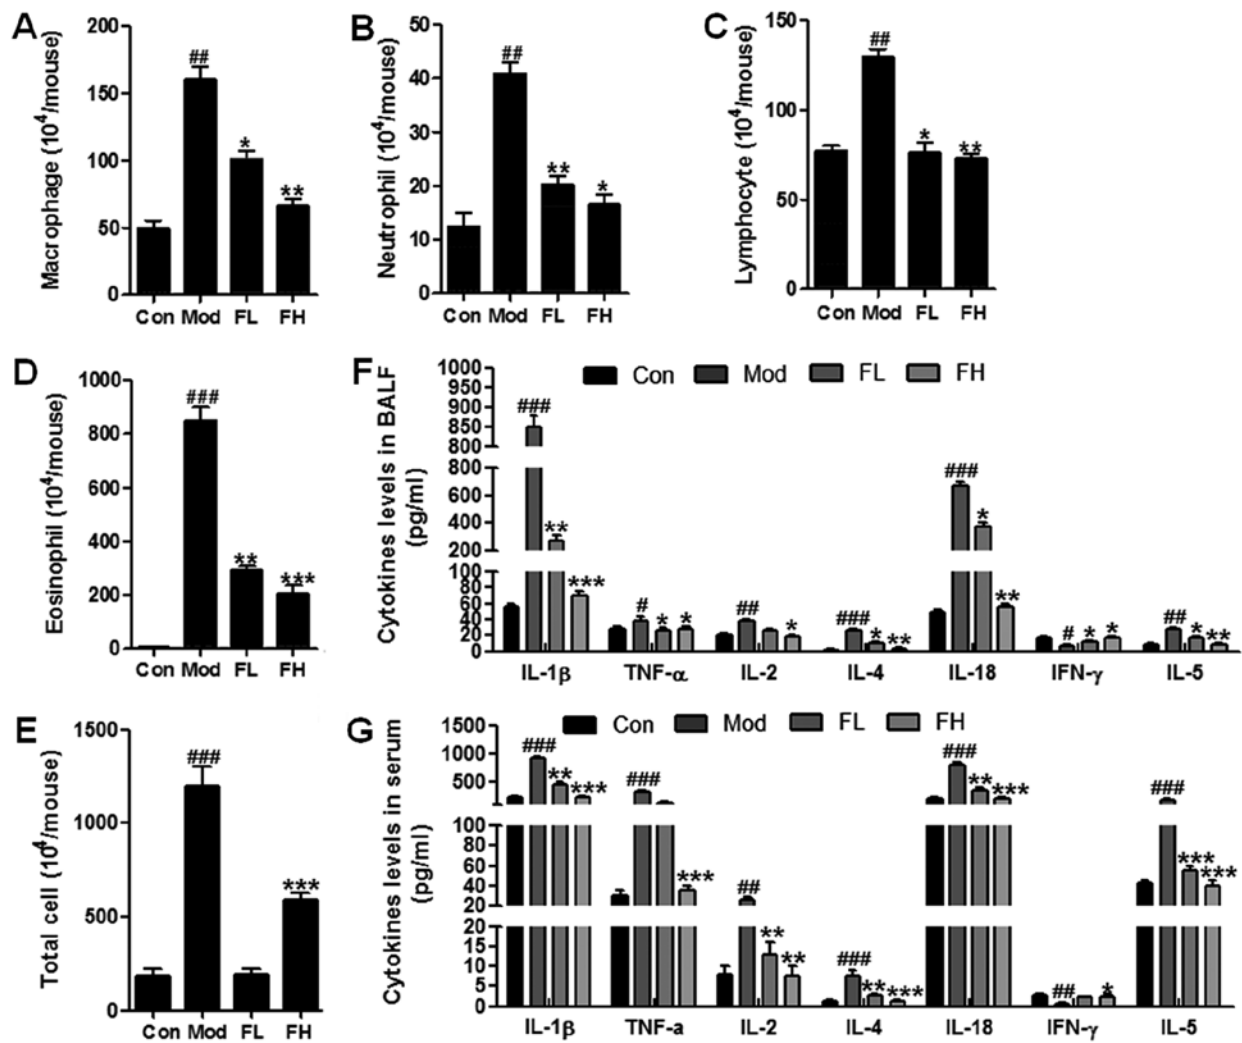 A
Macrophage (10⁴/mouse)
200
150
100
50
0
##
*
**
Con Mod FL FH
B
Neutrophil (10⁴/mouse)
50
40
30
20
10
0
##
**
*
Con Mod FL FH
C
Lymphocyte (10⁴/mouse)
150
100
50
0
##
*
**
Con Mod FL FH
D
Eosinophil (10⁴/mouse)
1000
800
600
400
200
0
###
**
***
Con Mod FL FH
F
Cytokines levels in BALF
(pg/ml)
Con Mod FL FH
1000
950
900
850
800
800
600
400
200
100
80
60
40
20
0
### ** ***
# * *
## *
### * **
### * **
# * *
## * **
IL-1β TNF-α IL-2 IL-4 IL-18 IFN-γ IL-5
E
Total cell (10⁴/mouse)
1500
1000
500
0
###
***
Con Mod FL FH
G
Cytokines levels in serum
(pg/ml)
Con Mod FL FH
1500
1000
500
100
80
60
40
20
20
15
10
5
0
### ** ***
### ***
## ** **
### ** ***
### ** ***
## *
### *** ***
IL-1β TNF-a IL-2 IL-4 IL-18 IFN-γ IL-5